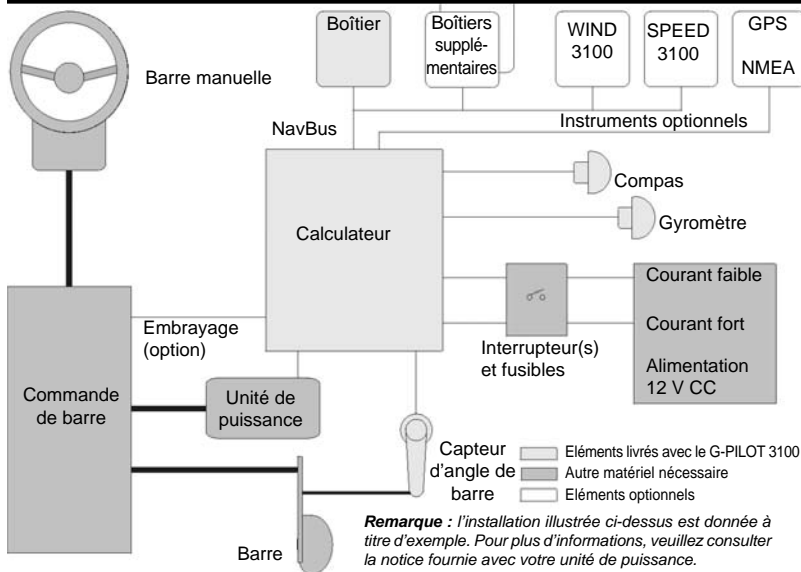 Boîtier
Boîtiers
supplé-
mentaires
WIND
3100
SPEED
3100
GPS
NMEA
Barre manuelle
NavBus
Instruments optionnels
Calculateur
Compas
Gyromètre
Courant faible
Courant fort
Alimentation
12 V CC
Interrupteur(s)
et fusibles
Embrayage
(option)
Commande
de barre
Unité de
puissance
Capteur
d'angle de
barre
Barre
Eléments livrés avec le G-PILOT 3100
Autre matériel nécessaire
Eléments optionnels
Remarque : l'installation illustrée ci-dessus est donnée à
titre d'exemple. Pour plus d'informations, veuillez consulter
la notice fournie avec votre unité de puissance.